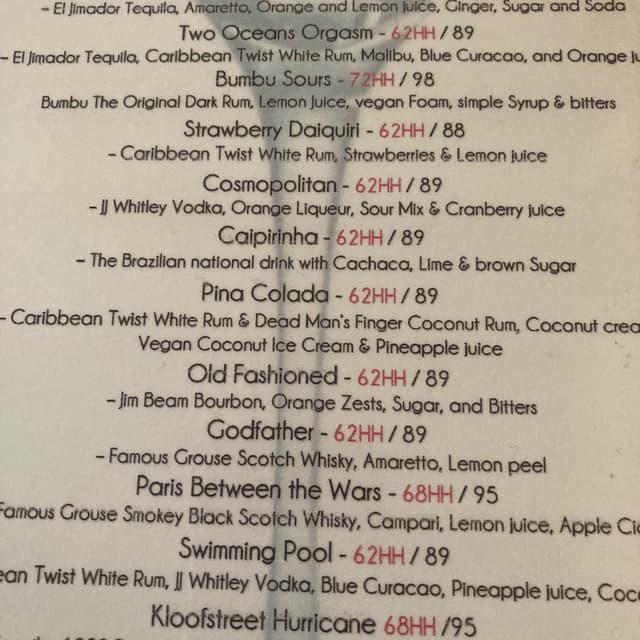 – El Jimador Tequila, Amaretto, Orange and Lemon juice, Ginger, Sugar and Soda
Two Oceans Orgasm - 62HH / 89
– El Jimador Tequila, Caribbean Twist White Rum, Malibu, Blue Curacao, and Orange
Bumbu Sours - 72HH / 98
Bumbu The Original Dark Rum, Lemon Juice, vegan Foam, simple Syrup & bitters
Strawberry Daiquiri - 62HH / 88
– Caribbean Twist White Rum, Strawberries & Lemon juice
Cosmopolitan - 62HH / 89
– JJ Whitley Vodka, Orange Liqueur, Sour Mix & Cranberry juice
Caipirinha - 62HH / 89
– The Brazilian national drink with Cachaca, Lime & brown Sugar
Pina Colada - 62HH / 89
– Caribbean Twist White Rum & Dead Man's Finger Coconut Rum, Coconut crea
Vegan Coconut Ice Cream & Pineapple juice
Old Fashioned - 62HH / 89
– Jim Beam Bourbon, Orange Zests, Sugar, and Bitters
Godfather - 62HH / 89
– Famous Grouse Scotch Whisky, Amaretto, Lemon peel
Paris Between the Wars - 68HH / 95
Famous Grouse Smokey Black Scotch Whisky, Campari, Lemon juice, Apple
Swimming Pool - 62HH / 89
ean Twist White Rum, JJ Whitley Vodka, Blue Curacao, Pineapple juice, Coc
Kloofstreet Hurricane 68HH /95